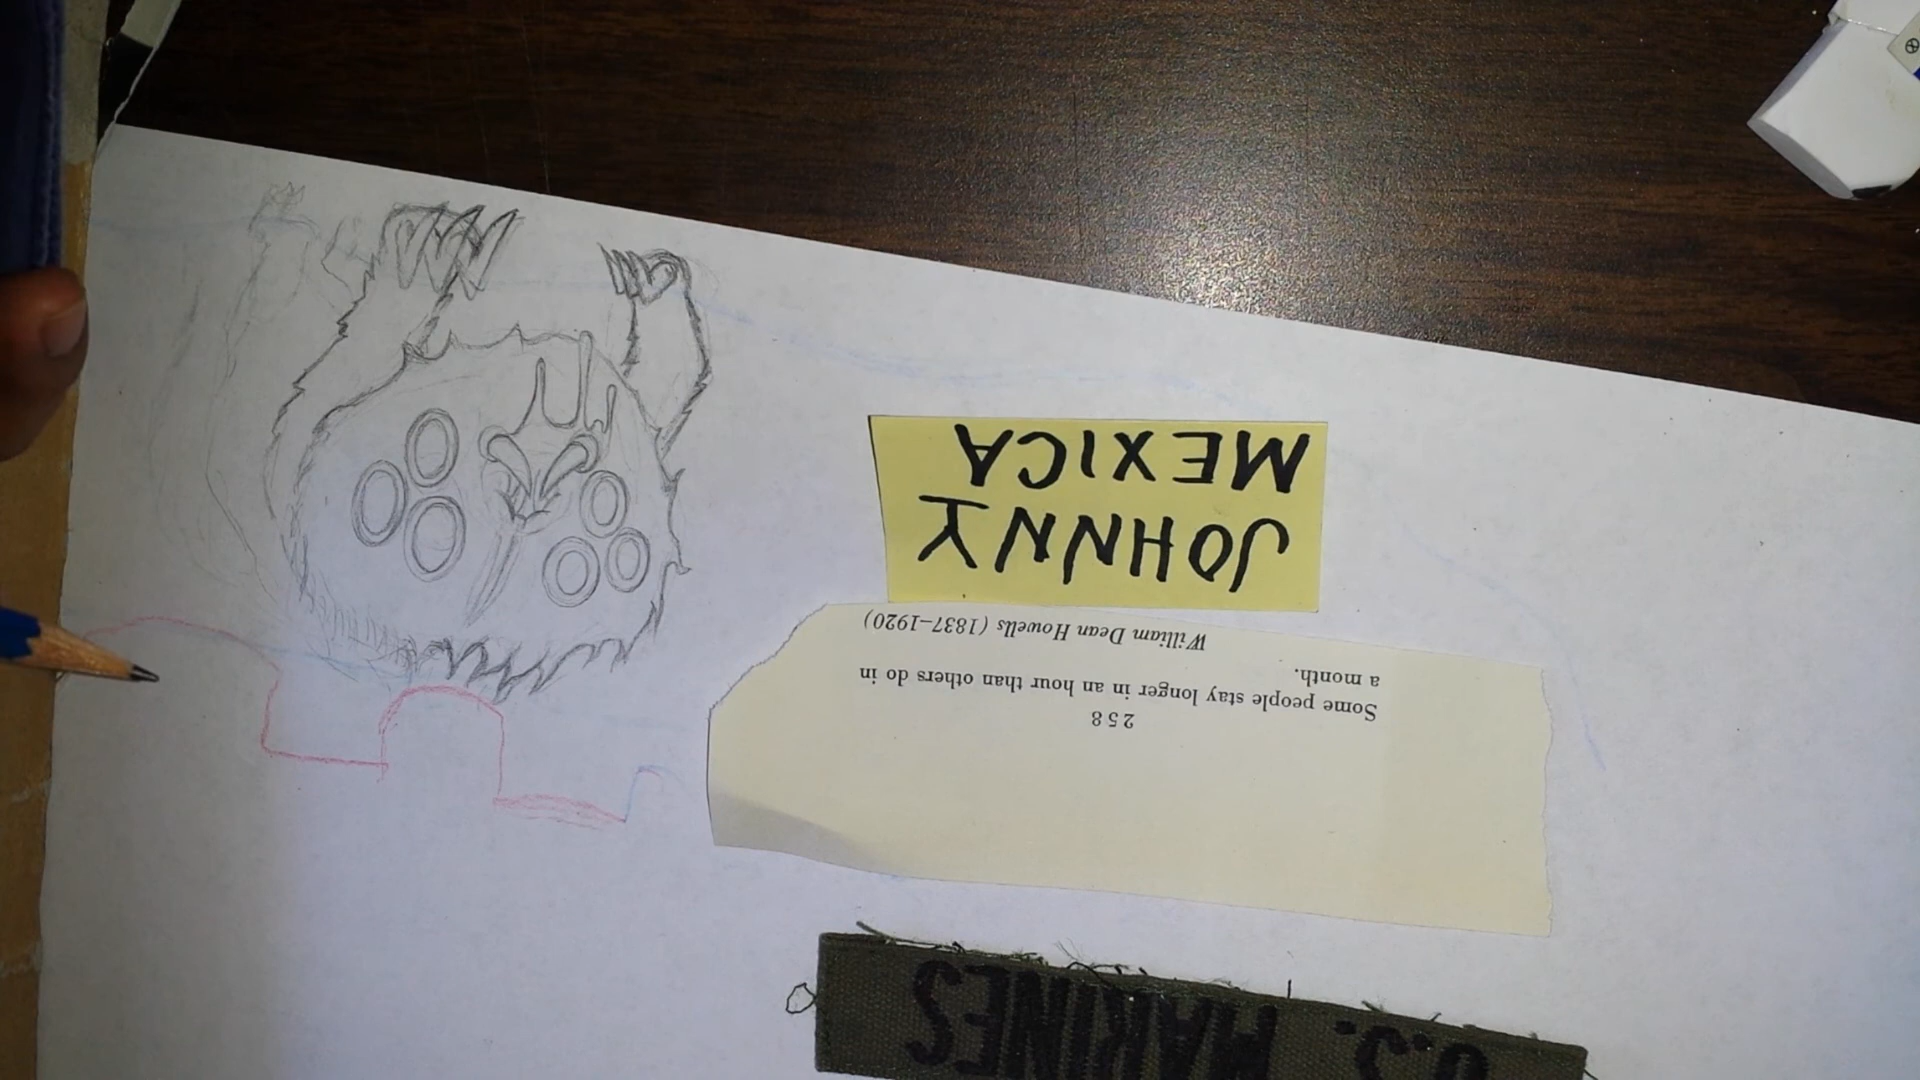 U.S. MARINES
258
Some people stay longer in an hour than others do in
a month.
William Dean Howells (1837–1920)
JOHNNY
MEXICA